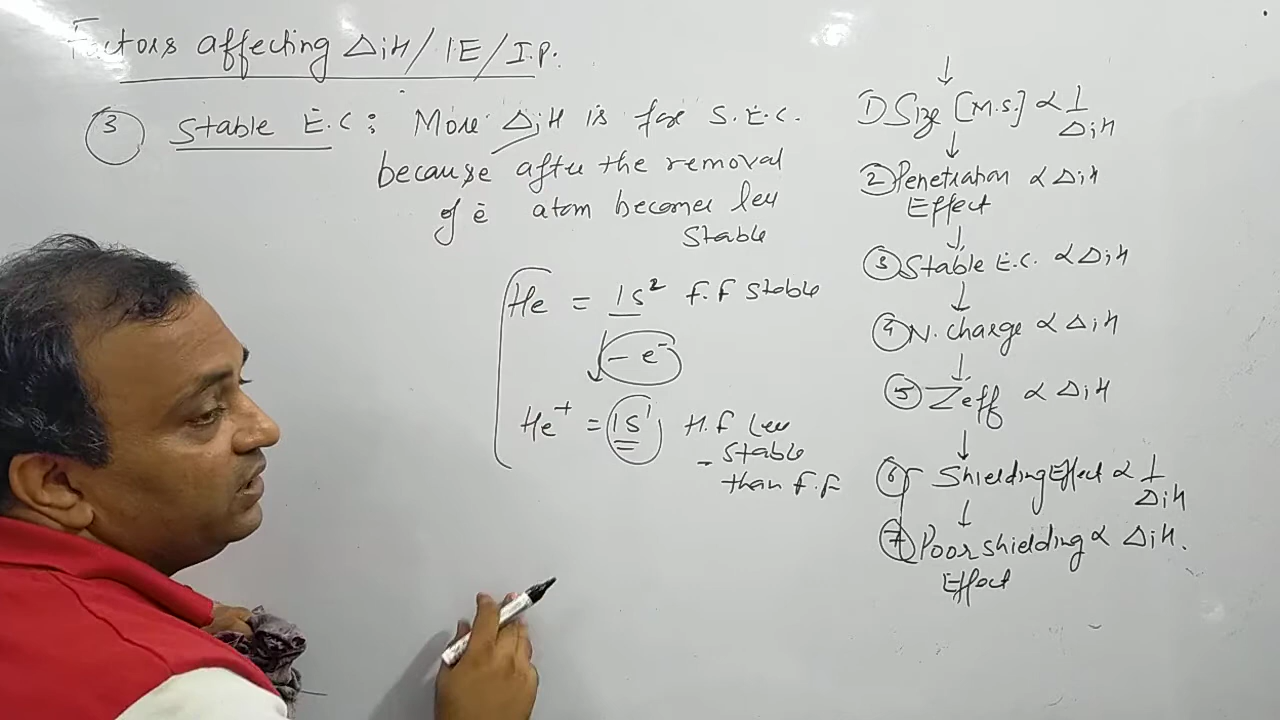 Factors affecting ΔiH/IE/I.P.
③ Stable E.C: More ΔiH is for S.E.C.
because after the removal
of ē atom becomes less
stable
He = 1s² f.f stable
↓ - e⁻
He⁺ = 1s¹ H.f less
stable
than f.f
↓
① Size [M.S.] ∝ 1/ΔiH
↓
② Penetration ∝ ΔiH
Effect
↓
③ Stable E.C. ∝ ΔiH
↓
④ N. charge ∝ ΔiH
↓
⑤ Zeff ∝ ΔiH
↓
⑥ Shielding Effect ∝ 1/ΔiH
↓
⑦ Poor shielding ∝ ΔiH.
Effect